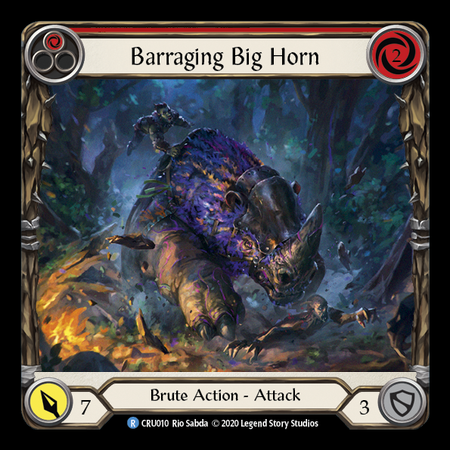 Barraging Big Horn
2
Brute Action - Attack
7
3
R CRU010 Rio Sabda © 2020 Legend Story Studios